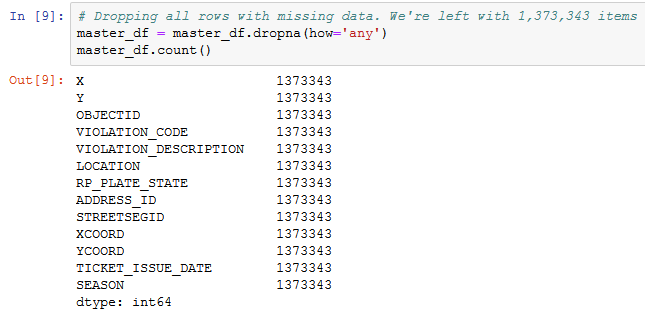 In [9]: # Dropping all rows with missing data. We're left with 1,373,343 items
master_df = master_df.dropna(how='any')
master_df.count()
Out[9]: X 1373343
Y 1373343
OBJECTID 1373343
VIOLATION_CODE 1373343
VIOLATION_DESCRIPTION 1373343
LOCATION 1373343
RP_PLATE_STATE 1373343
ADDRESS_ID 1373343
STREETSEGID 1373343
XCOORD 1373343
YCOORD 1373343
TICKET_ISSUE_DATE 1373343
SEASON 1373343
dtype: int64